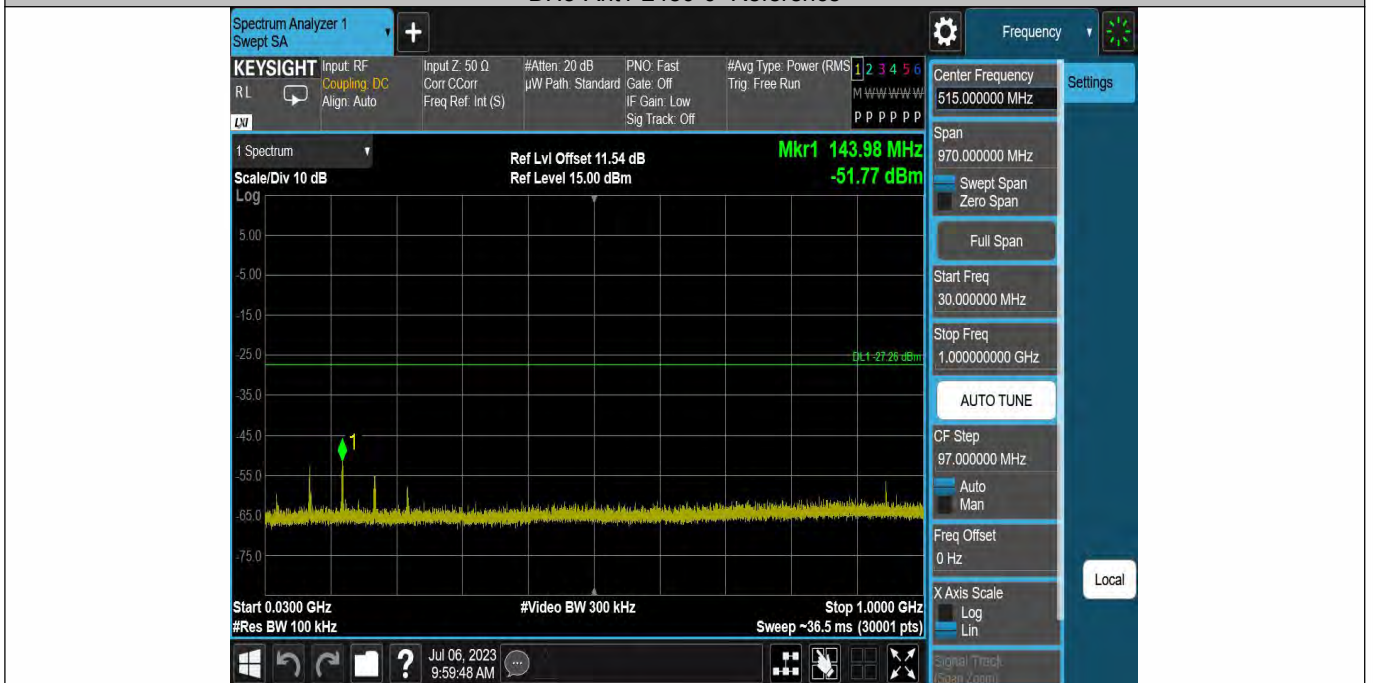 Spectrum Analyzer 1
Swept SA
Frequency
KEYSIGHT
RL
LXI
Input: RF
Coupling: DC
Align: Auto
Input Z: 50 Ω
Corr CCorr
Freq Ref: Int (S)
#Atten: 20 dB
µW Path: Standard
PNO: Fast
Gate: Off
IF Gain: Low
Sig Track: Off
#Avg Type: Power (RMS
Trig: Free Run
1 2 3 4 5 6
M W W W W W
P P P P P P
Center Frequency
515.000000 MHz
Settings
Span
970.000000 MHz
Swept Span
Zero Span
Full Span
Start Freq
30.000000 MHz
Stop Freq
1.000000000 GHz
AUTO TUNE
CF Step
97.000000 MHz
Auto
Man
Freq Offset
0 Hz
X Axis Scale
Log
Lin
Signal Track
(Span Zoom)
Local
1 Spectrum
Scale/Div 10 dB
Log
Ref Lvl Offset 11.54 dB
Ref Level 15.00 dBm
Mkr1 143.98 MHz
-51.77 dBm
5.00
-5.00
-15.0
-25.0
DL1 -27.26 dBm
-35.0
-45.0
1
-55.0
-65.0
-75.0
Start 0.0300 GHz
#Res BW 100 kHz
#Video BW 300 kHz
Stop 1.0000 GHz
Sweep ~36.5 ms (30001 pts)
?
Jul 06, 2023
9:59:48 AM